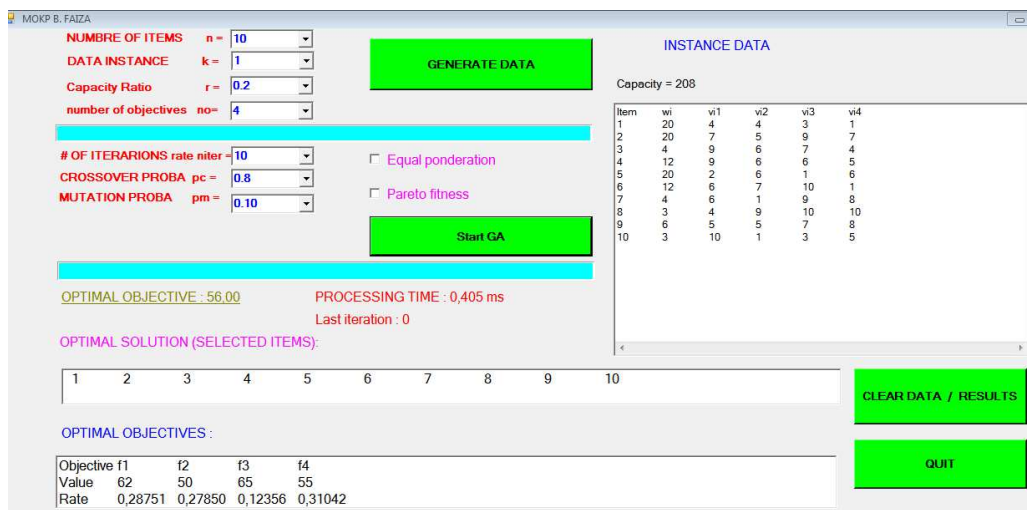 MOKP B. FAIZA
NUMBRE OF ITEMS n = 10
DATA INSTANCE k = 1
Capacity Ratio r = 0.2
number of objectives no= 4
GENERATE DATA
# OF ITERARIONS rate niter = 10
CROSSOVER PROBA pc = 0.8
MUTATION PROBA pm = 0.10
Equal ponderation
Pareto fitness
Start GA
INSTANCE DATA
Capacity = 208
Item wi vi1 vi2 vi3 vi4
1 20 4 4 3 1
2 20 7 5 9 7
3 4 9 6 7 4
4 12 9 6 6 5
5 20 2 6 1 6
6 12 6 7 10 1
7 4 6 1 9 8
8 3 4 9 10 10
9 6 5 5 7 8
10 3 10 1 3 5
OPTIMAL OBJECTIVE : 56,00
PROCESSING TIME : 0,405 ms
Last iteration : 0
OPTIMAL SOLUTION (SELECTED ITEMS):
1 2 3 4 5 6 7 8 9 10
CLEAR DATA / RESULTS
OPTIMAL OBJECTIVES :
Objective f1 f2 f3 f4
Value 62 50 65 55
Rate 0,28751 0,27850 0,12356 0,31042
QUIT